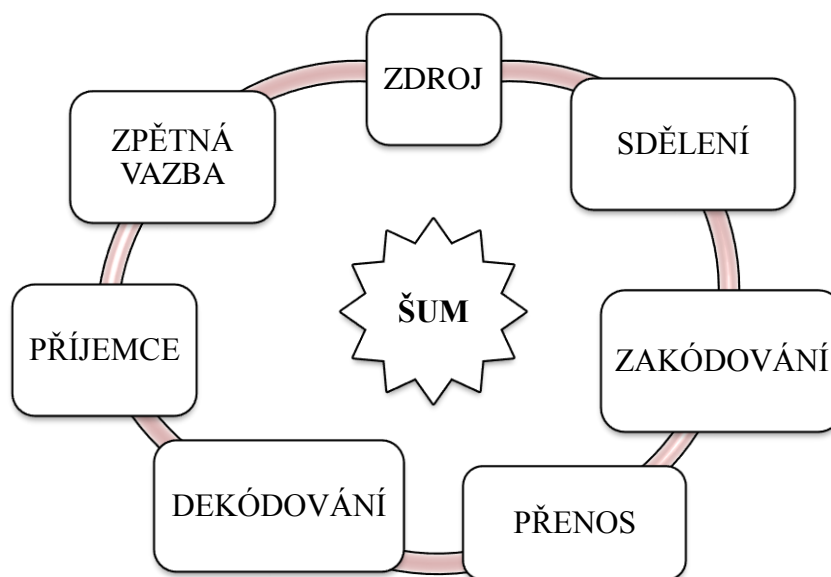 ZDROJ
SDĚLENÍ
ZAKÓDOVÁNÍ
PŘENOS
DEKÓDOVÁNÍ
PŘÍJEMCE
ZPĚTNÁ
VAZBA
ŠUM